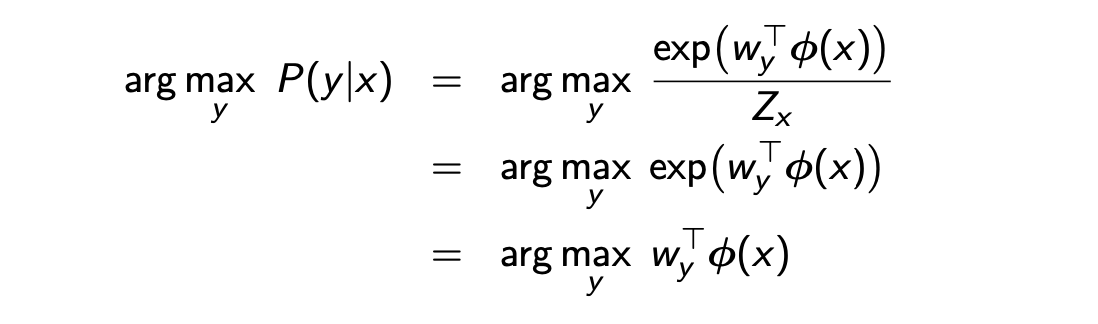 arg max_y P(y|x) = arg max_y exp(w_y^⊤ϕ(x)) / Z_x
= arg max_y exp(w_y^⊤ϕ(x))
= arg max_y w_y^⊤ϕ(x)